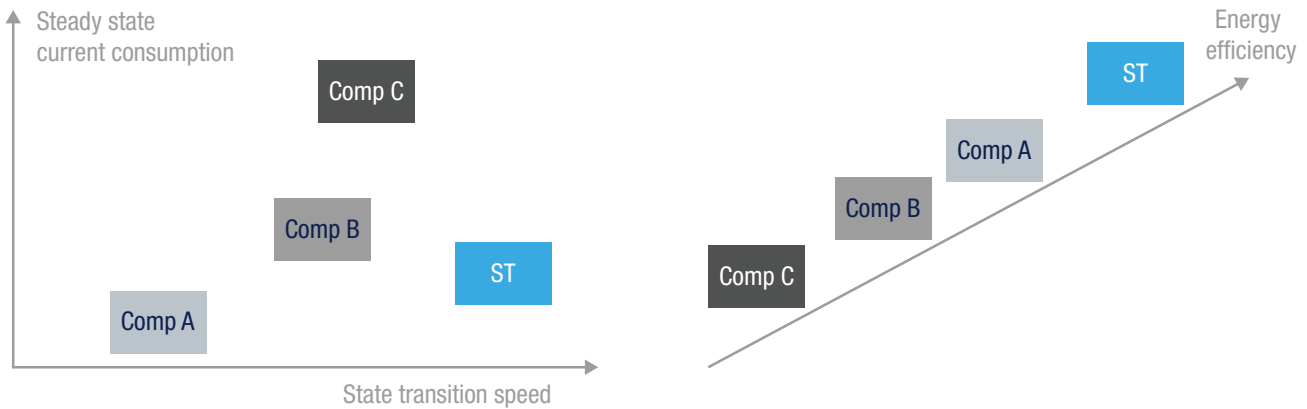 Steady state
current consumption
Comp C
Comp B
ST
Comp A
State transition speed
Energy
efficiency
ST
Comp A
Comp B
Comp C